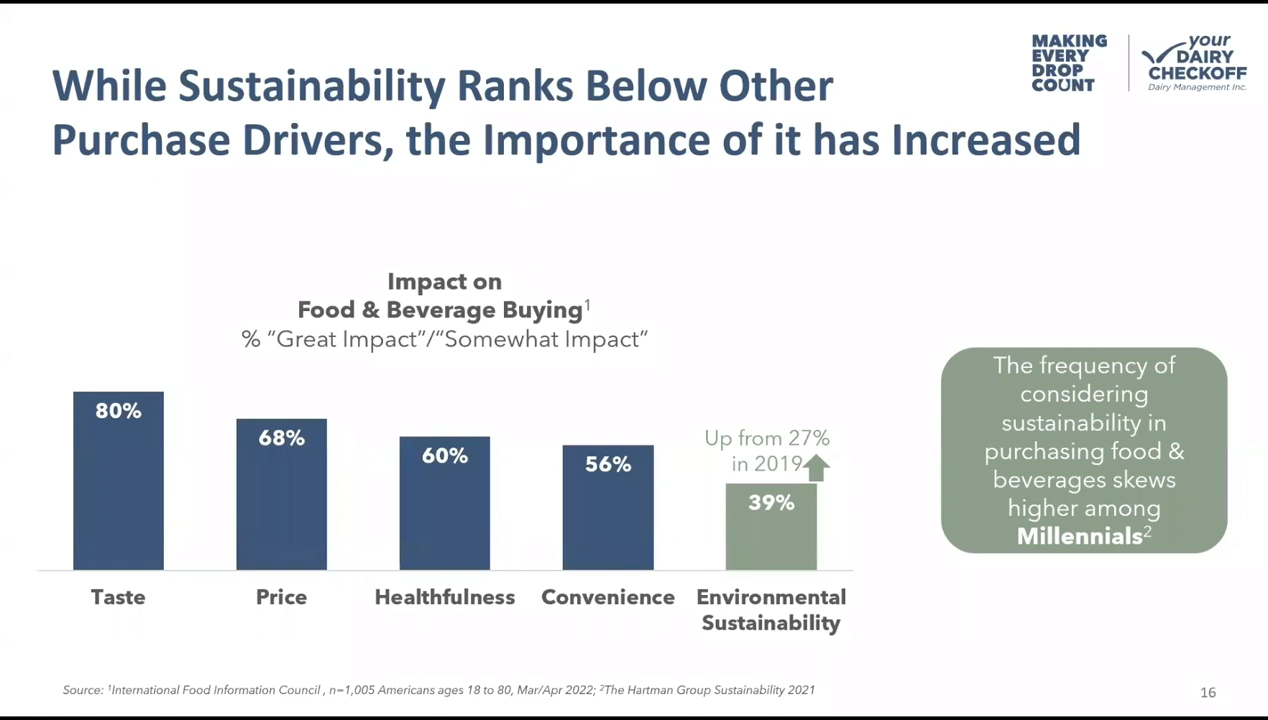 MAKING
EVERY
DROP
COUNT
your
DAIRY
CHECKOFF
Dairy Management Inc.
While Sustainability Ranks Below Other
Purchase Drivers, the Importance of it has Increased
Impact on
Food & Beverage Buying¹
% “Great Impact”/“Somewhat Impact”
80%
68%
60%
56%
Up from 27%
in 2019
39%
Taste
Price
Healthfulness
Convenience
Environmental
Sustainability
The frequency of
considering
sustainability in
purchasing food &
beverages skews
higher among
Millennials²
Source: ¹International Food Information Council , n=1,005 Americans ages 18 to 80, Mar/Apr 2022; ²The Hartman Group Sustainability 2021
16